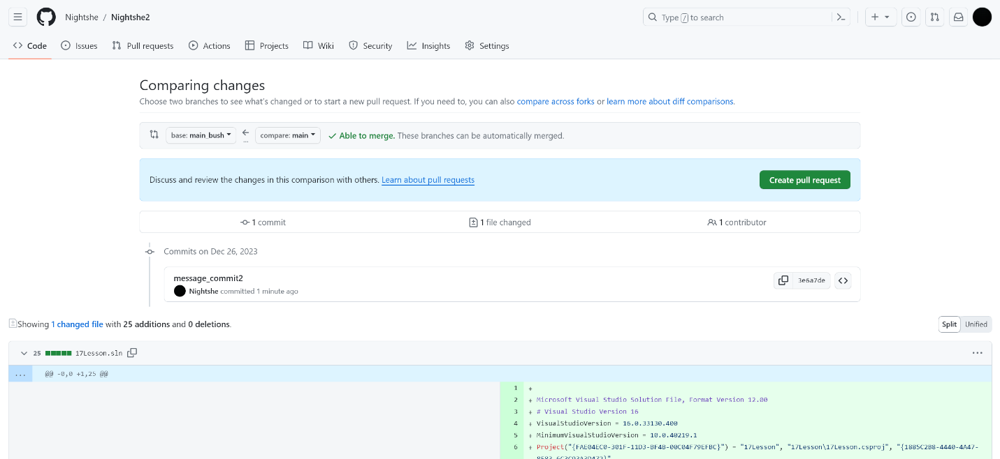 Nightshe / Nightshe2
Type / to search
Code Issues Pull requests Actions Projects Wiki Security Insights Settings
Comparing changes
Choose two branches to see what's changed or to start a new pull request. If you need to, you can also compare across forks or learn more about diff comparisons.
base: main_bush ... compare: main Able to merge. These branches can be automatically merged.
Discuss and review the changes in this comparison with others. Learn about pull requests Create pull request
1 commit 1 file changed 1 contributor
Commits on Dec 26, 2023
message_commit2
Nightshe committed 1 minute ago
3e6a7de
Showing 1 changed file with 25 additions and 0 deletions.
Split Unified
25 17Lesson.sln
... @@ -0,0 +1,25 @@
1 +
2 + Microsoft Visual Studio Solution File, Format Version 12.00
3 + # Visual Studio Version 16
4 + VisualStudioVersion = 16.0.33130.400
5 + MinimumVisualStudioVersion = 10.0.40219.1
6 + Project("{FAE04EC0-301F-11D3-BF4B-00C04F79EFBC}") = "17Lesson", "17Lesson\17Lesson.csproj", "{1885C2B8-4440-4A47-